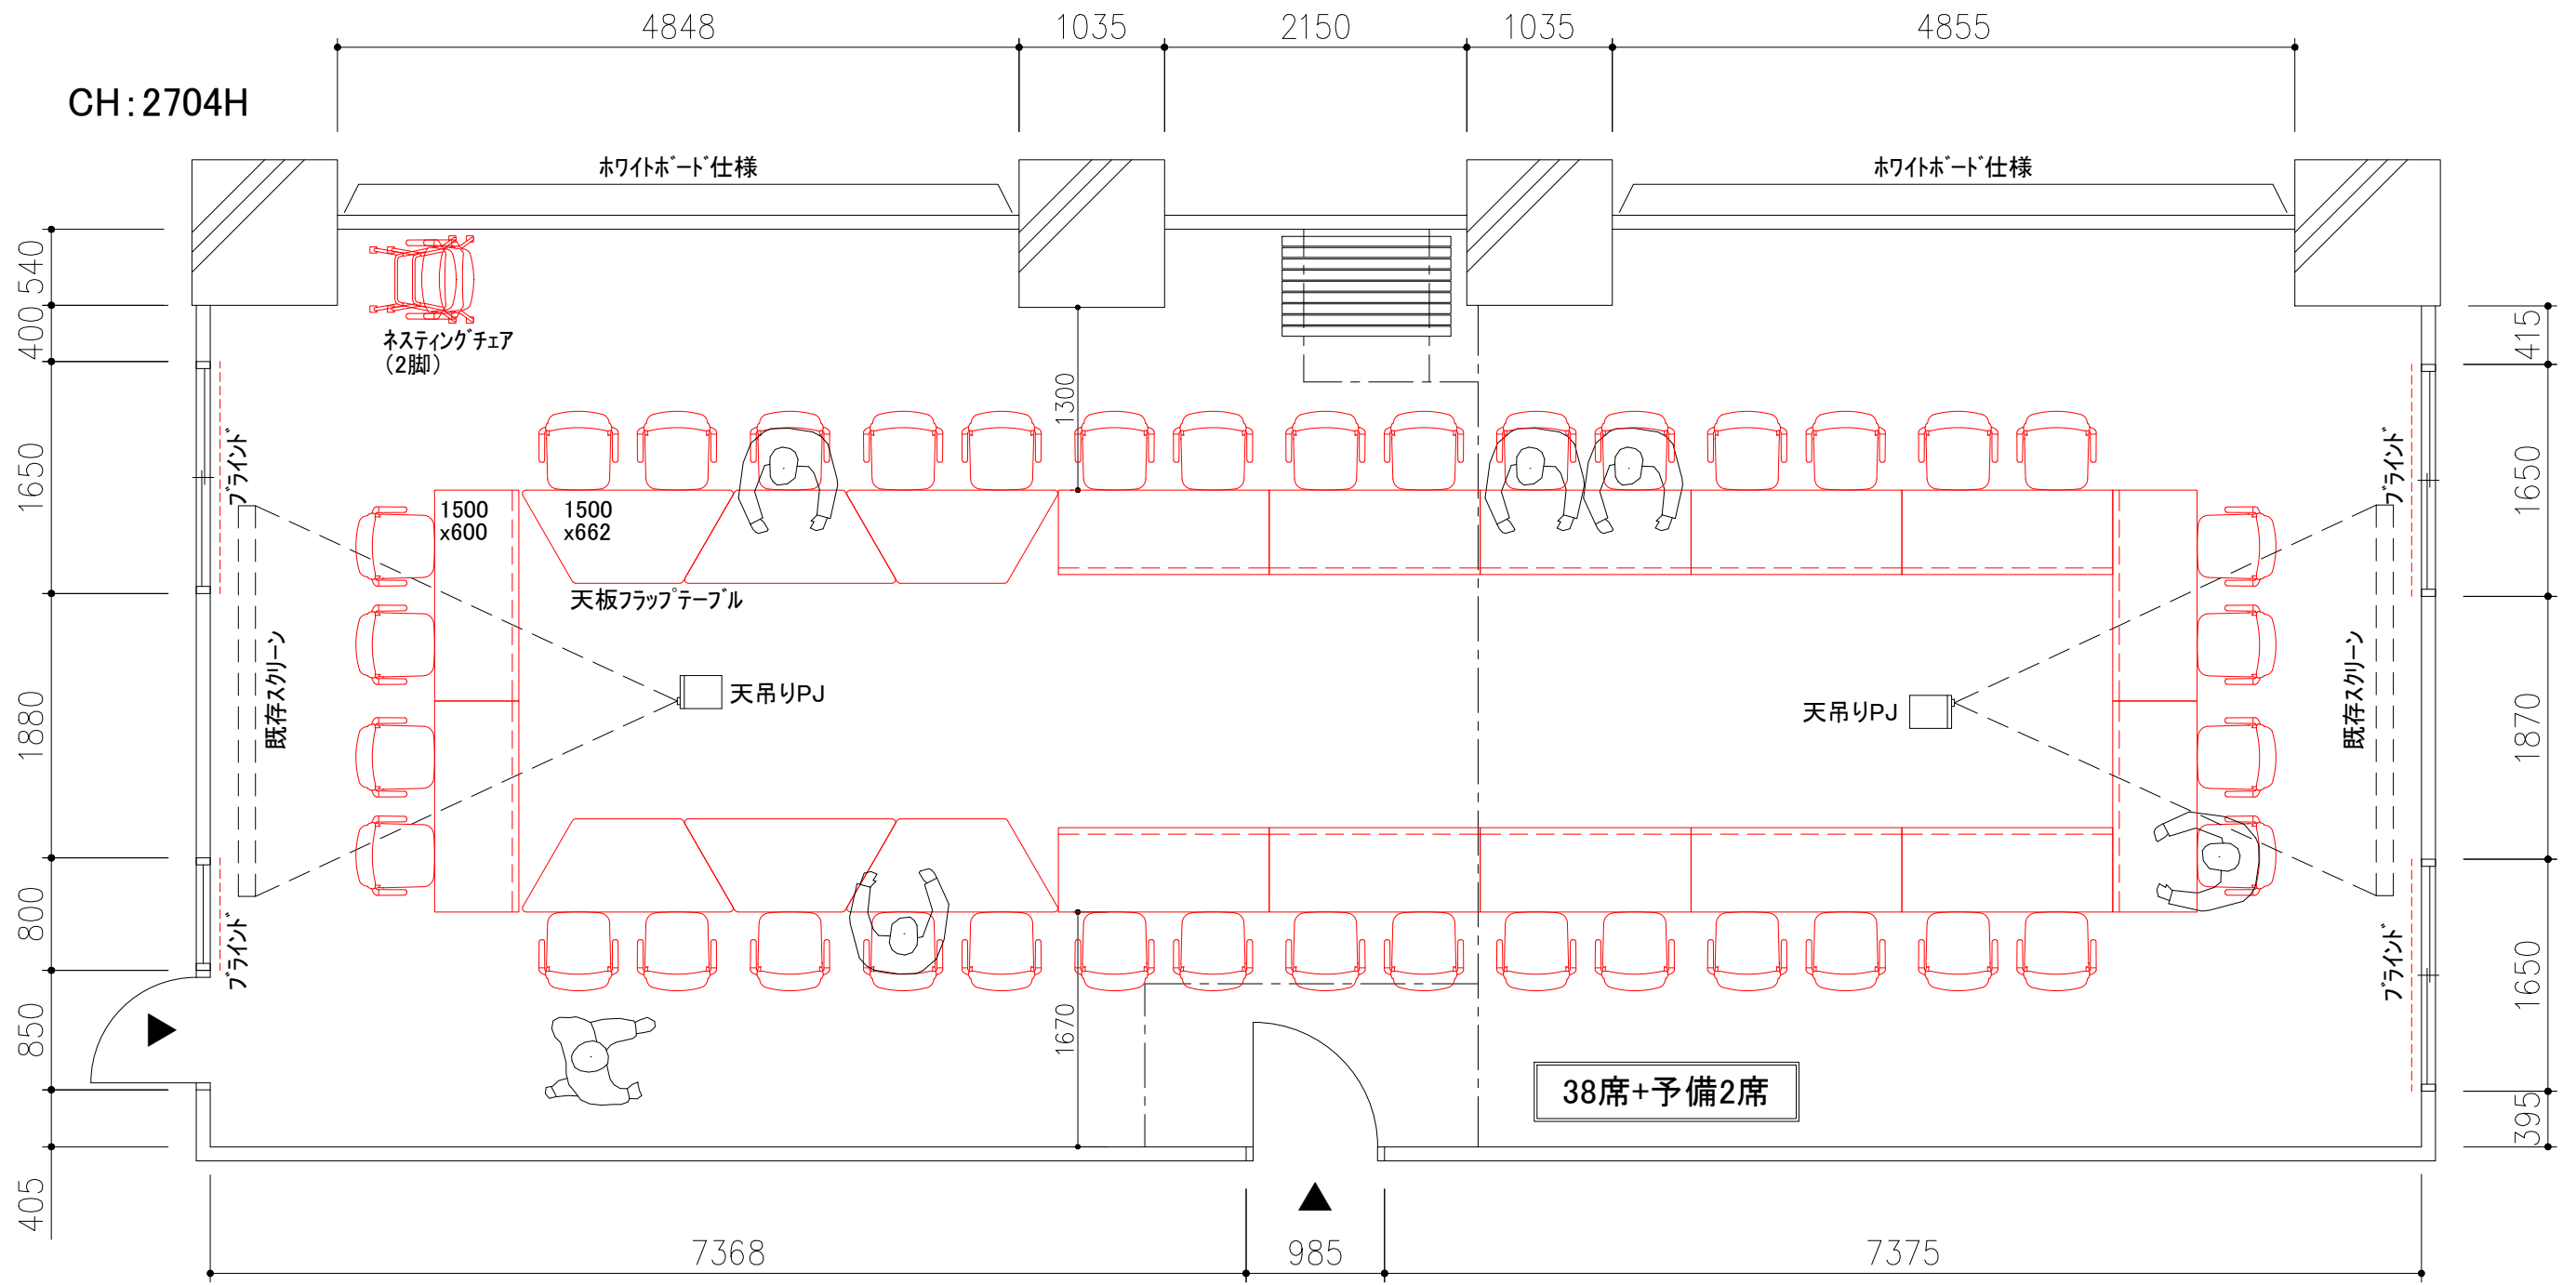 4848
1035
2150
1035
4855
CH:2704H
ホワイトボード仕様
ホワイトボード仕様
540
400
1650
1880
800
850
405
415
1650
1870
1650
395
ネスティングチェア
(2脚)
1300
ブラインド
ブラインド
1500
x600
1500
x662
天板フラップテーブル
既存スクリーン
天吊りPJ
天吊りPJ
既存スクリーン
ブラインド
ブラインド
1670
38席+予備2席
7368
985
7375